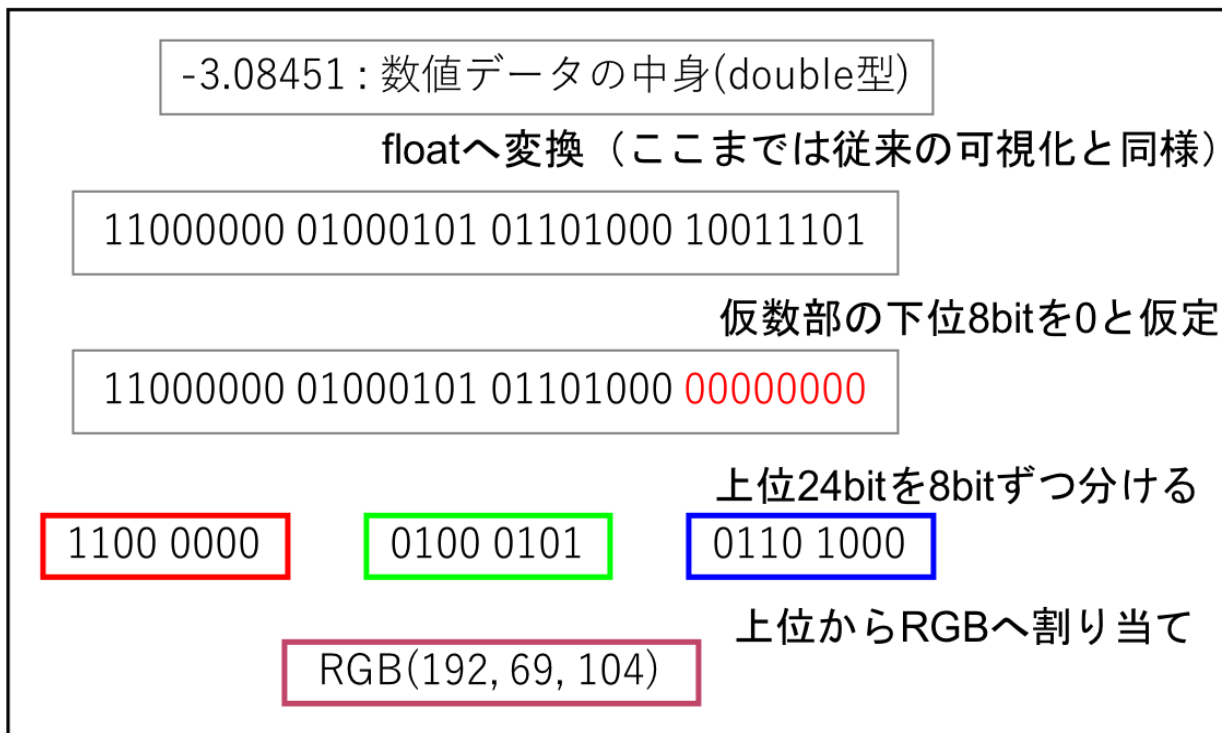 -3.08451 : 数値データの中身(double型)
floatへ変換（ここまでは従来の可視化と同様）
11000000 01000101 01101000 10011101
仮数部の下位8bitを0と仮定
11000000 01000101 01101000 00000000
上位24bitを8bitずつ分ける
1100 0000 0100 0101 0110 1000
上位からRGBへ割り当て
RGB(192, 69, 104)